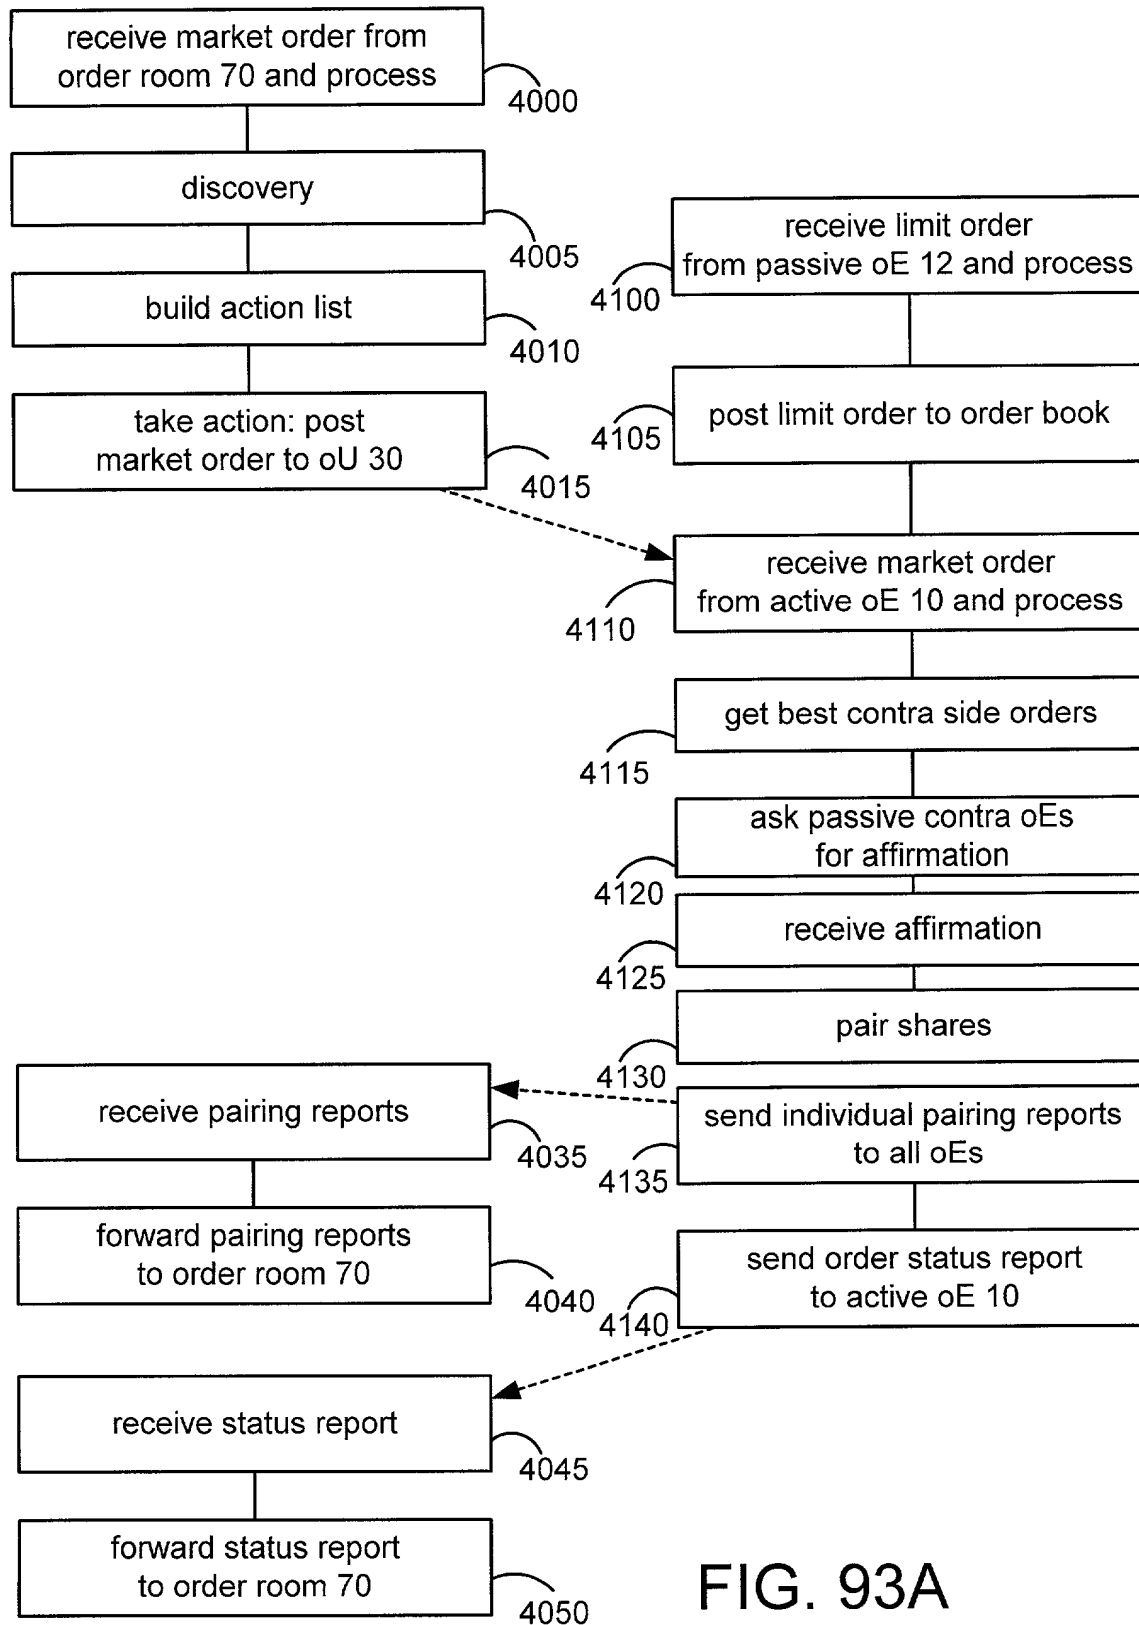 receive market order from
order room 70 and process
4000
discovery
4005
build action list
4010
take action: post
market order to oU 30
4015
receive limit order
from passive oE 12 and process
4100
post limit order to order book
4105
receive market order
from active oE 10 and process
4110
get best contra side orders
4115
ask passive contra oEs
for affirmation
4120
receive affirmation
4125
pair shares
4130
send individual pairing reports
to all oEs
4135
send order status report
to active oE 10
4140
receive pairing reports
4035
forward pairing reports
to order room 70
4040
receive status report
4045
forward status report
to order room 70
4050
FIG. 93A